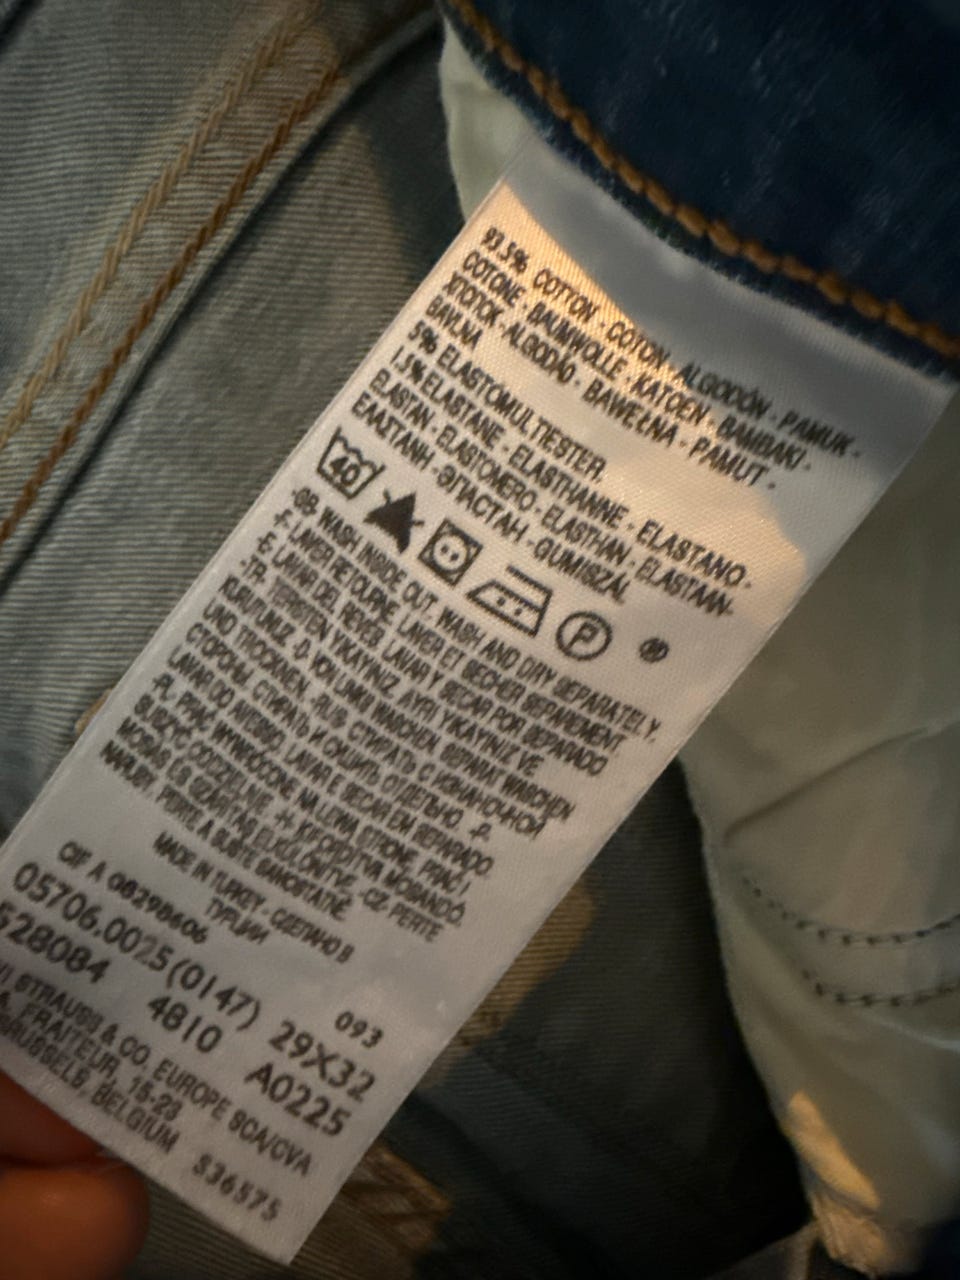 93.5% COTTON - COTON - ALGODÓN - PAMUK -
COTONE - BAUMWOLLE - KATOEN - BAMBAKI -
ХЛОПОК - ALGODÃO - BAWEŁNA - PAMUT -
BAVLNA
5% ELASTOMULTIESTER
1.5% ELASTANE - ELASTHANNE - ELASTANO -
ELASTAN - ELASTOMERO - ELASTHAN - ELASTAAN-
ΕΛΑΣΤΑΝΗ - ЭЛАСТАН - GUMISZÁL
40
P
-GB. WASH INSIDE OUT. WASH AND DRY SEPARATELY.
-F. LAVER RETOURNE. LAVER ET SECHER SEPAREMENT
-E. LAVAR DEL REVES. LAVAR Y SECAR POR SEPARADO
-TR. TERSTEN YIKAYINIZ. AYRI YIKAYINIZ VE
KURUTUNUZ. -D. WASCHEN. SEPARAT WASCHEN
UND TROCKNEN. RUS. СТИРАТЬ С ИЗНАНОЧНОЙ
СТОРОНЫ. СТИРАТЬ И СУШИТЬ ОТДЕЛЬНО. -P.
LAVAR DO AVESSO. LAVAR E SECAR EM SEPARADO.
-PL. PRAĆ WYWRÓCONE NA LEWĄ STRONĘ. PRAĆ I
SUSZYĆ ODDZIELNIE. -H. KIFORDÍTVA MOSANDÓ.
MOSÁS ÉS SZÁRÍTÁS ELKÜLÖNÍTVE. -CZ. PERTE
NARUBY. PERTE A SUŠTE SAMOSTATNĚ.
MADE IN TURKEY - СДЕЛАНО В
ТУРЦИИ
CIF A 08298606
093
05706.0025 (0147) 29X32
528084 4810 A0225
STRAUSS & CO. EUROPE SCA/CVA
FRAITEUR, 15-23
BELGIUM S36575